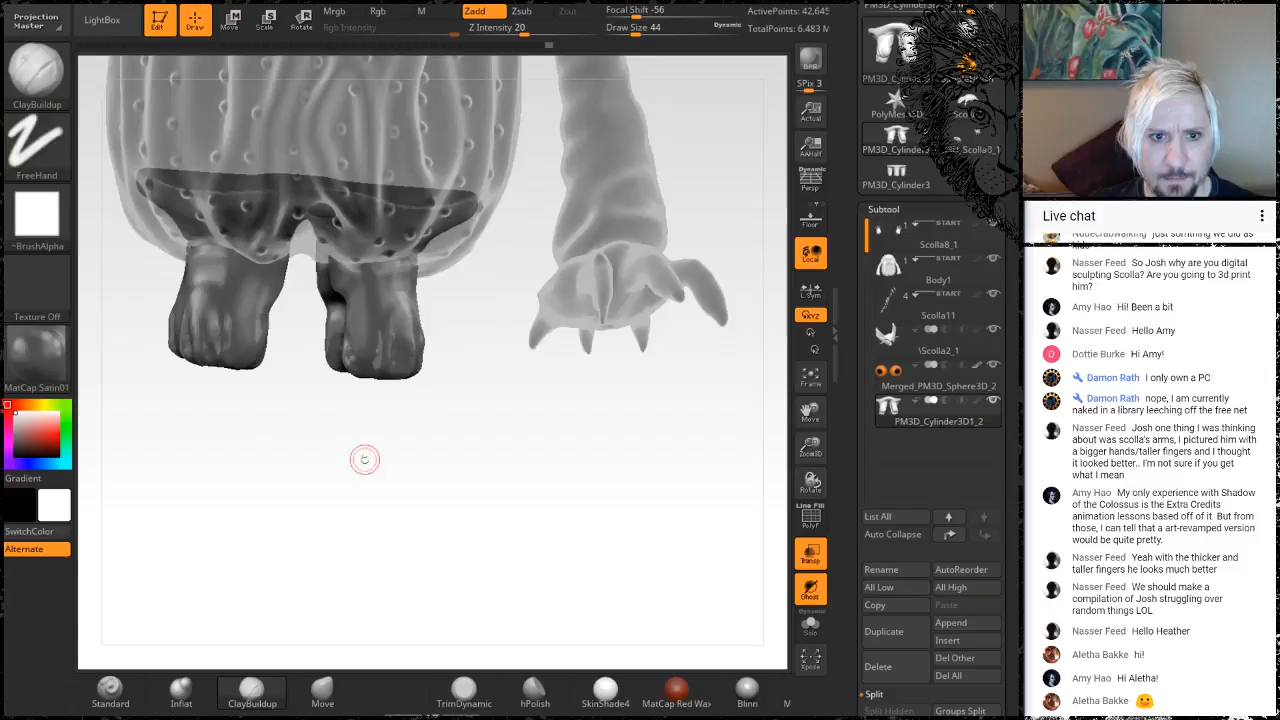 Projection
Master
LightBox
Edit
Draw
Move
Scale
Rotate
Mrgb
Rgb
M
Rgb Intensity
Zadd
Zsub
Zcut
Z Intensity 20
Focal Shift -56
Draw Size 44
Dynamic
ActivePoints: 42,645
TotalPoints: 6.483 M
ClayBuildup
FreeHand
~BrushAlpha
Texture Off
MatCap Satin01
Gradient
SwitchColor
Alternate
BPR
SPix 3
Actual
AAHalf
Dynamic
Persp
Floor
Local
L.Sym
XYZ
Frame
Move
Zoom3D
Rotate
Line Fill
PolyF
Transp
Ghost
Dynamic
Solo
Xpose
Standard
Inflat
ClayBuildup
Move
TrimDynamic
hPolish
SkinShade4
MatCap Red Wax
Blinn
M
PM3D_Cylinder3
Subtool
1
START
Scolla8_1
1
Body1
4
START
Scolla11
\Scolla2_1
Merged_PM3D_Sphere3D_2
PM3D_Cylinder3D1_2
List All
Auto Collapse
Rename
AutoReorder
All Low
All High
Copy
Paste
Append
Duplicate
Insert
Delete
Del Other
Del All
Split
Split Hidden
Groups Split
Live chat
Nasser Feed So Josh why are you digital
sculpting Scolla? Are you going to 3d print
him?
Amy Hao Hi! Been a bit
Nasser Feed Hello Amy
Dottie Burke Hi Amy!
D
Damon Rath I only own a PC
Damon Rath nope, I am currently
naked in a library leeching off the free net
Nasser Feed Josh one thing I was thinking
about was scolla's arms, I pictured him with
a bigger hands/taller fingers and I thought
it looked better.. I'm not sure if you get
what I mean
Amy Hao My only experience with Shadow
of the Colossus is the Extra Credits
animation lessons based off of it. But from
those, I can tell that a art-revamped version
would be quite pretty.
Nasser Feed Yeah with the thicker and
taller fingers he looks much better
Nasser Feed We should make a
compilation of Josh struggling over
random things LOL
Nasser Feed Hello Heather
Aletha Bakke hi!
Amy Hao Hi Aletha!
Aletha Bakke